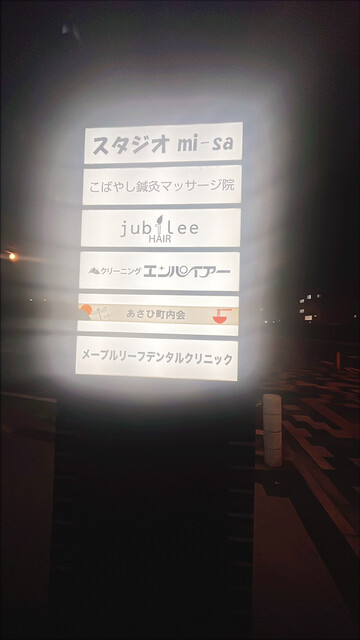 スタジオ mi-sa
こばやし鍼灸マッサージ院
jubilee
HAIR
クリーニング エンパイアー
あさひ町内会
メープルリーフデンタルクリニック